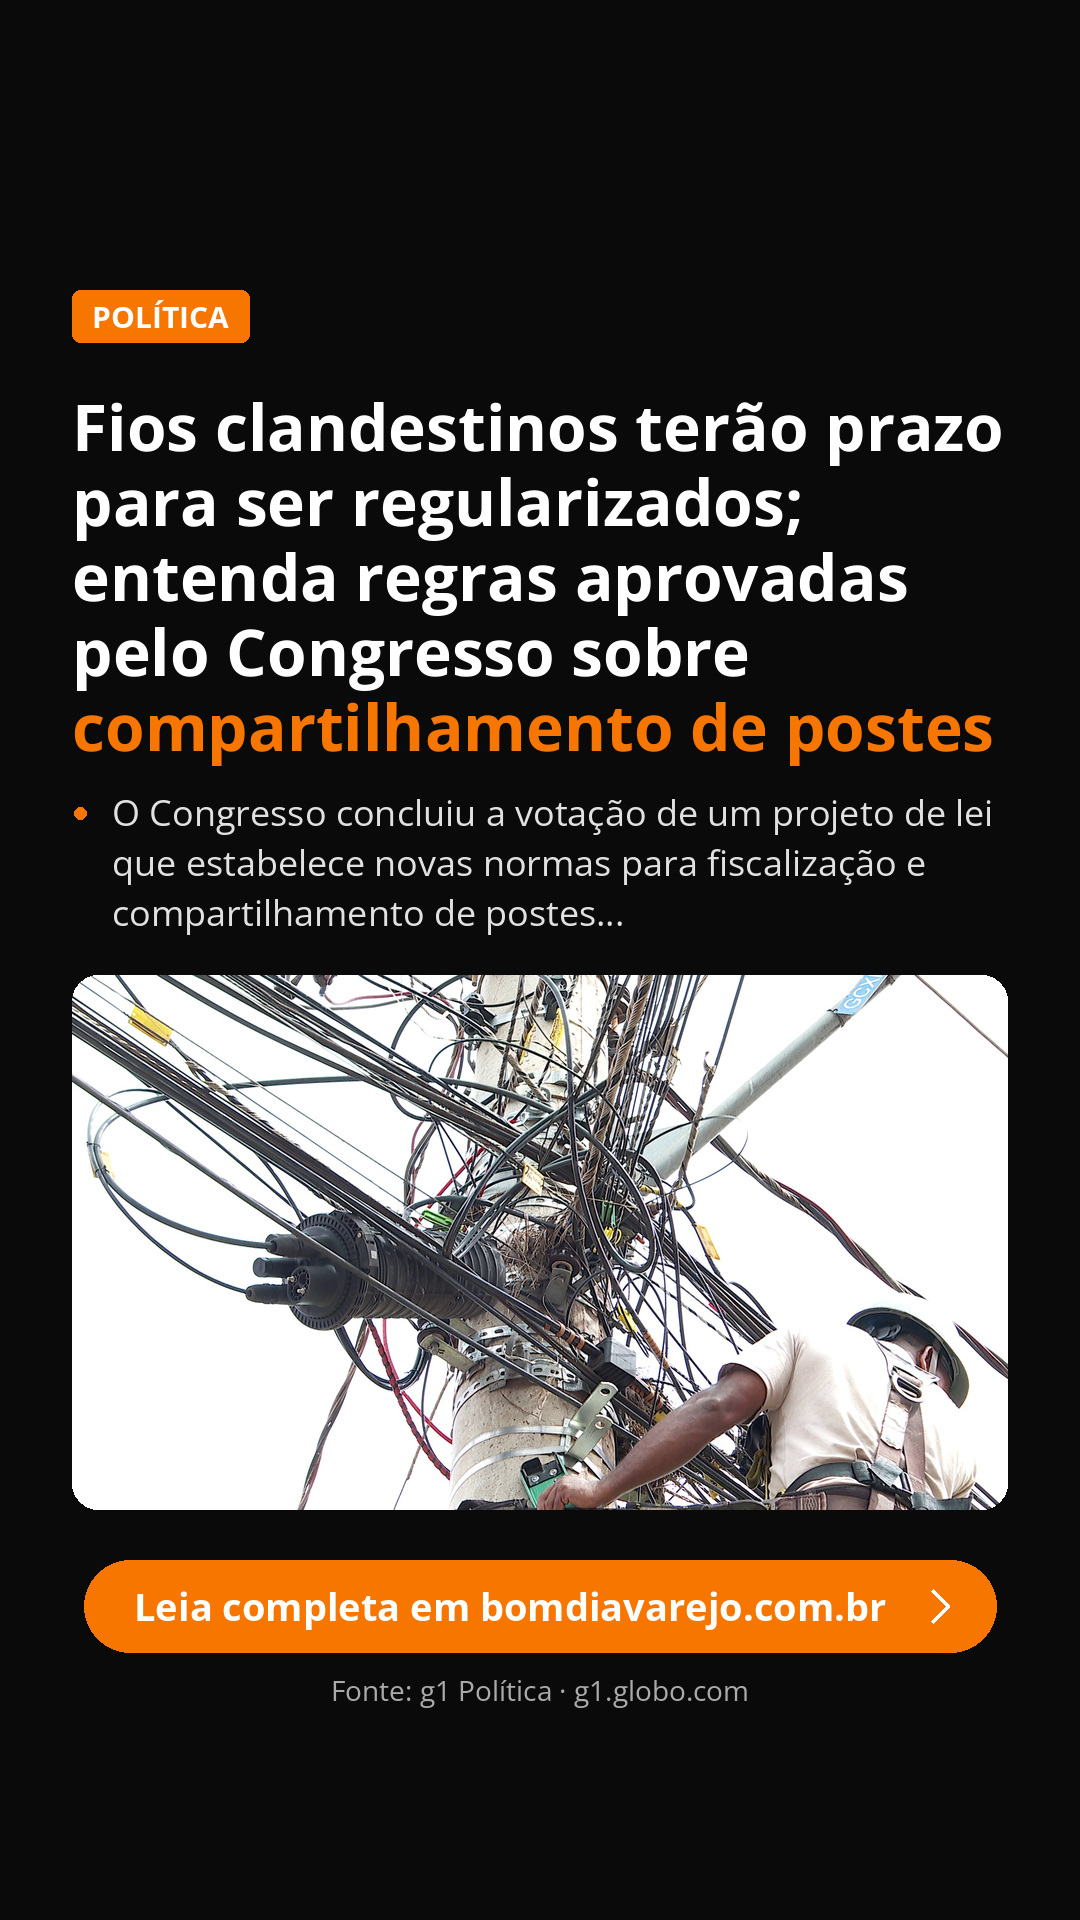 POLÍTICA
Fios clandestinos terão prazo
para ser regularizados;
entenda regras aprovadas
pelo Congresso sobre
compartilhamento de postes
O Congresso concluiu a votação de um projeto de lei
que estabelece novas normas para fiscalização e
compartilhamento de postes...
GCX
Leia completa em bomdiavarejo.com.br
Fonte: g1 Política · g1.globo.com